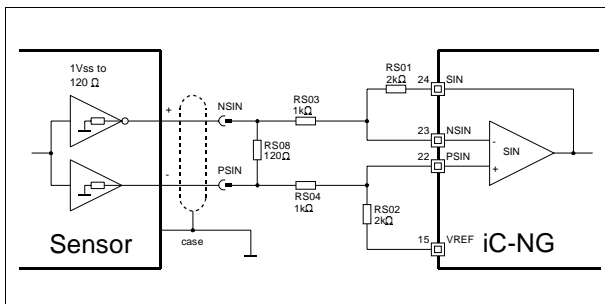 1Vss to
120 Ω
+
-
NSIN
PSIN
RS08
120Ω
RS03
1kΩ
RS04
1kΩ
RS01
2kΩ
RS02
2kΩ
24
SIN
23
NSIN
22
PSIN
15
VREF
-
SIN
+
case
Sensor
iC-NG